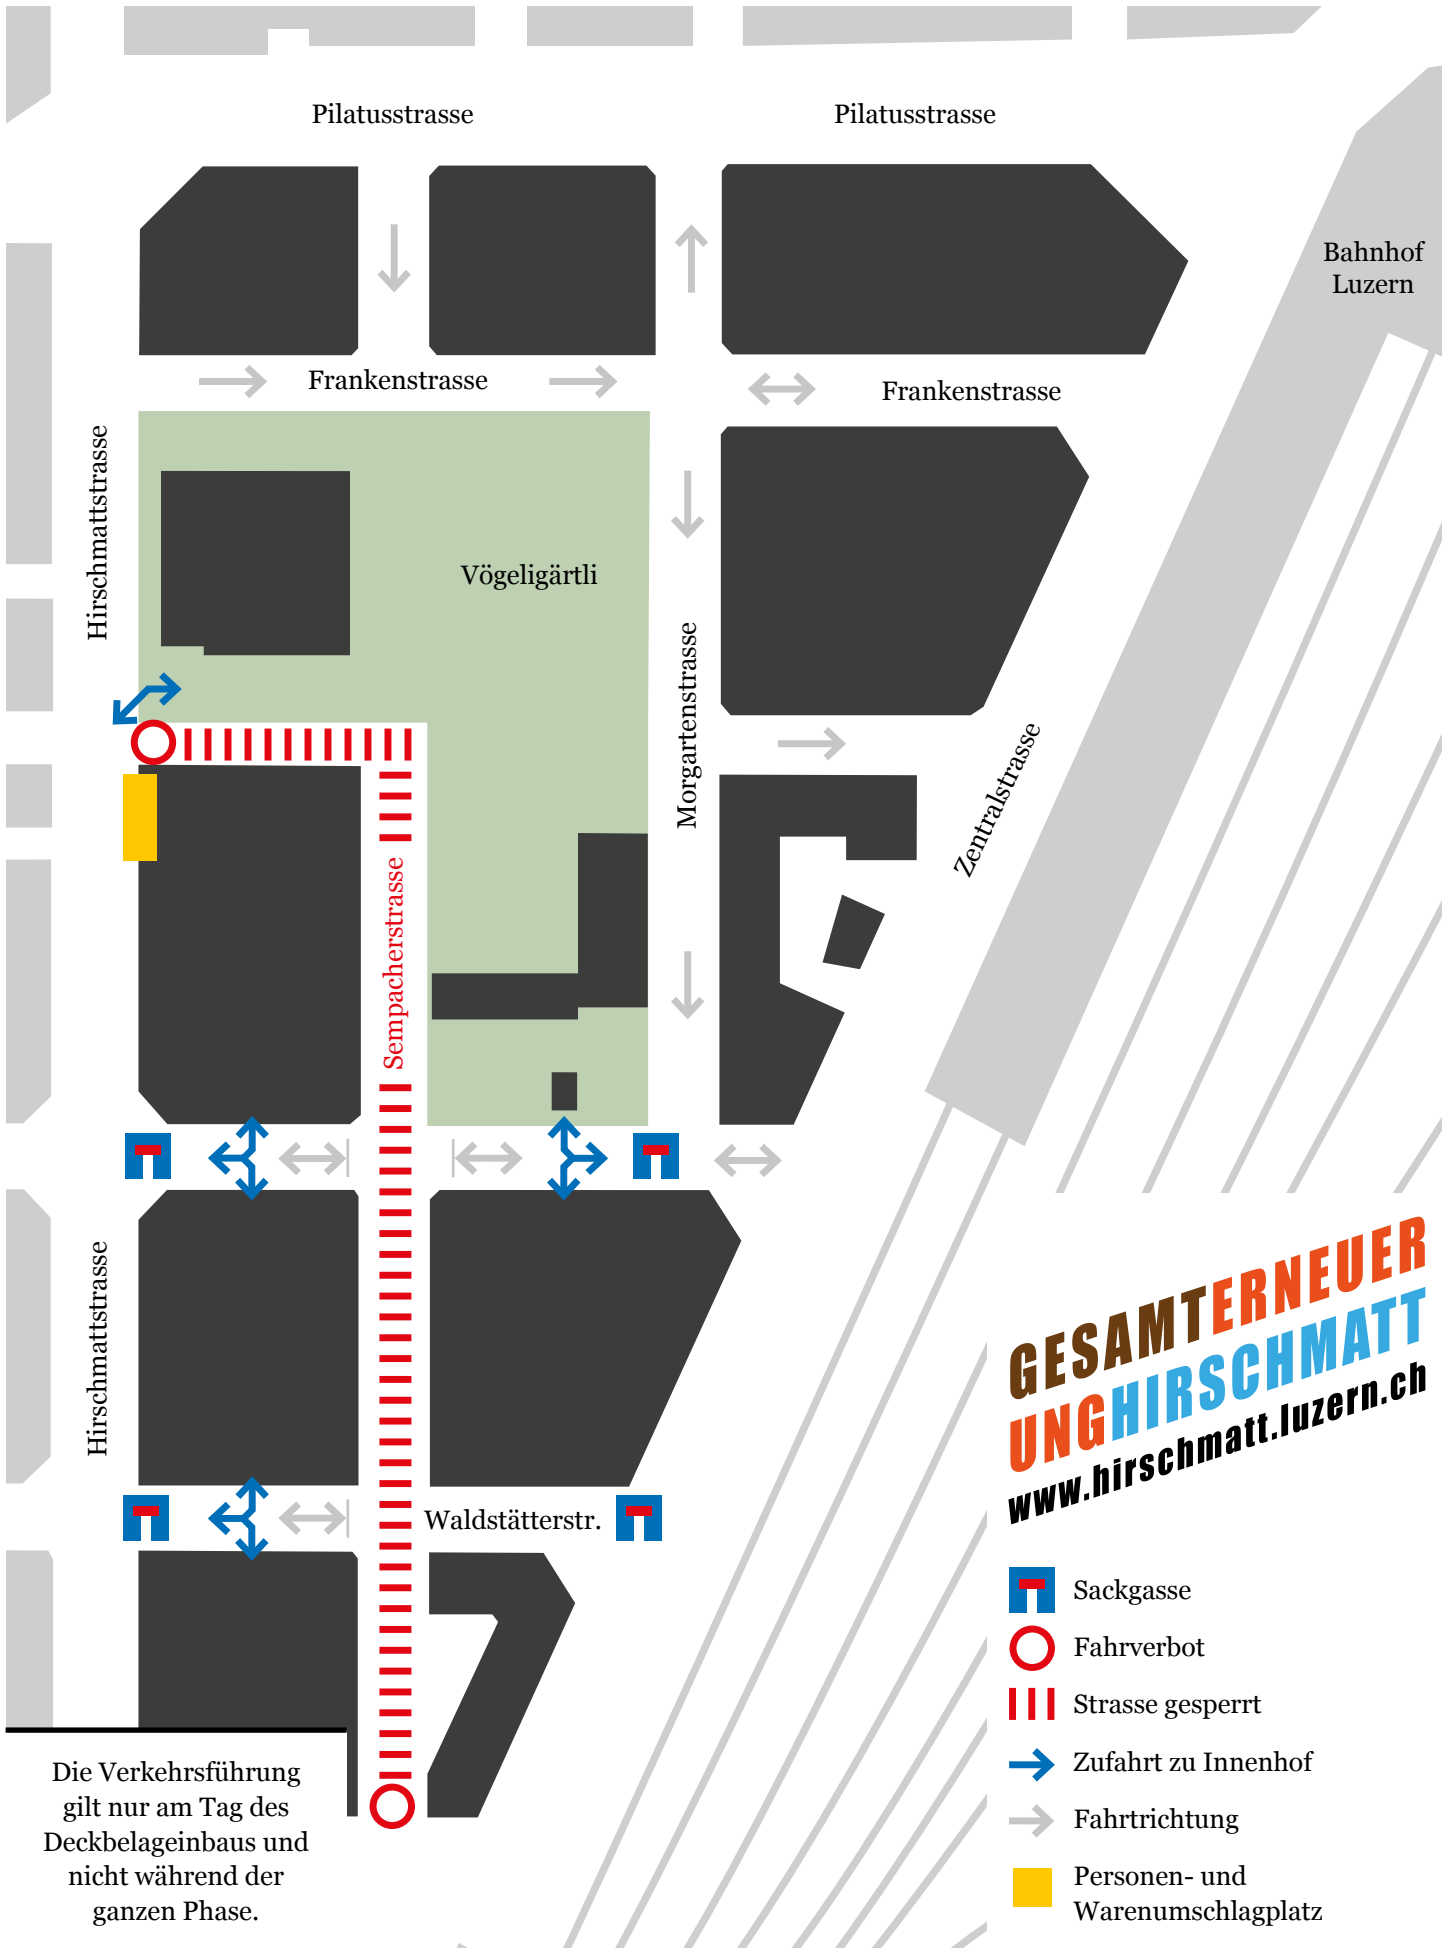 Pilatusstrasse
Pilatusstrasse
Bahnhof
Luzern
Frankenstrasse
Frankenstrasse
Hirschmattstrasse
Vögeligärtli
Morgartenstrasse
Zentralstrasse
Sempacherstrasse
Hirschmattstrasse
Waldstätterstr.
GESAMTERNEUER
UNGHIRSCHMATT
www.hirschmatt.luzern.ch
Sackgasse
Fahrverbot
Strasse gesperrt
Zufahrt zu Innenhof
Fahrtrichtung
Personen- und
Warenumschlagplatz
Die Verkehrsführung
gilt nur am Tag des
Deckbelageinbaus und
nicht während der
ganzen Phase.